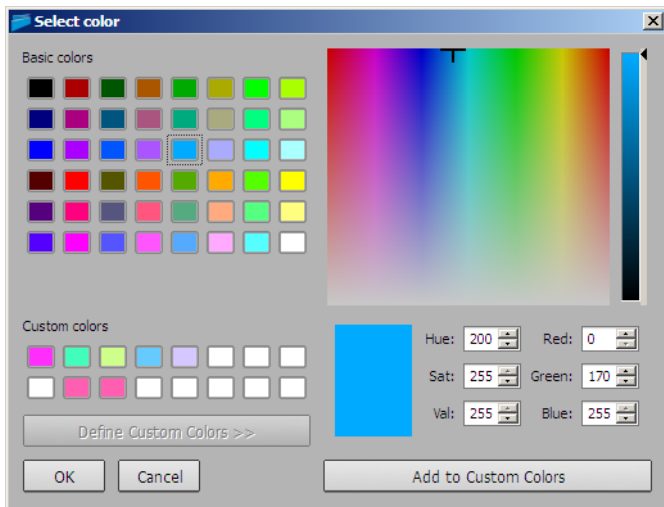 Select color
Basic colors
Custom colors
Define Custom Colors >>
OK Cancel
Hue: 200 Red: 0
Sat: 255 Green: 170
Val: 255 Blue: 255
Add to Custom Colors